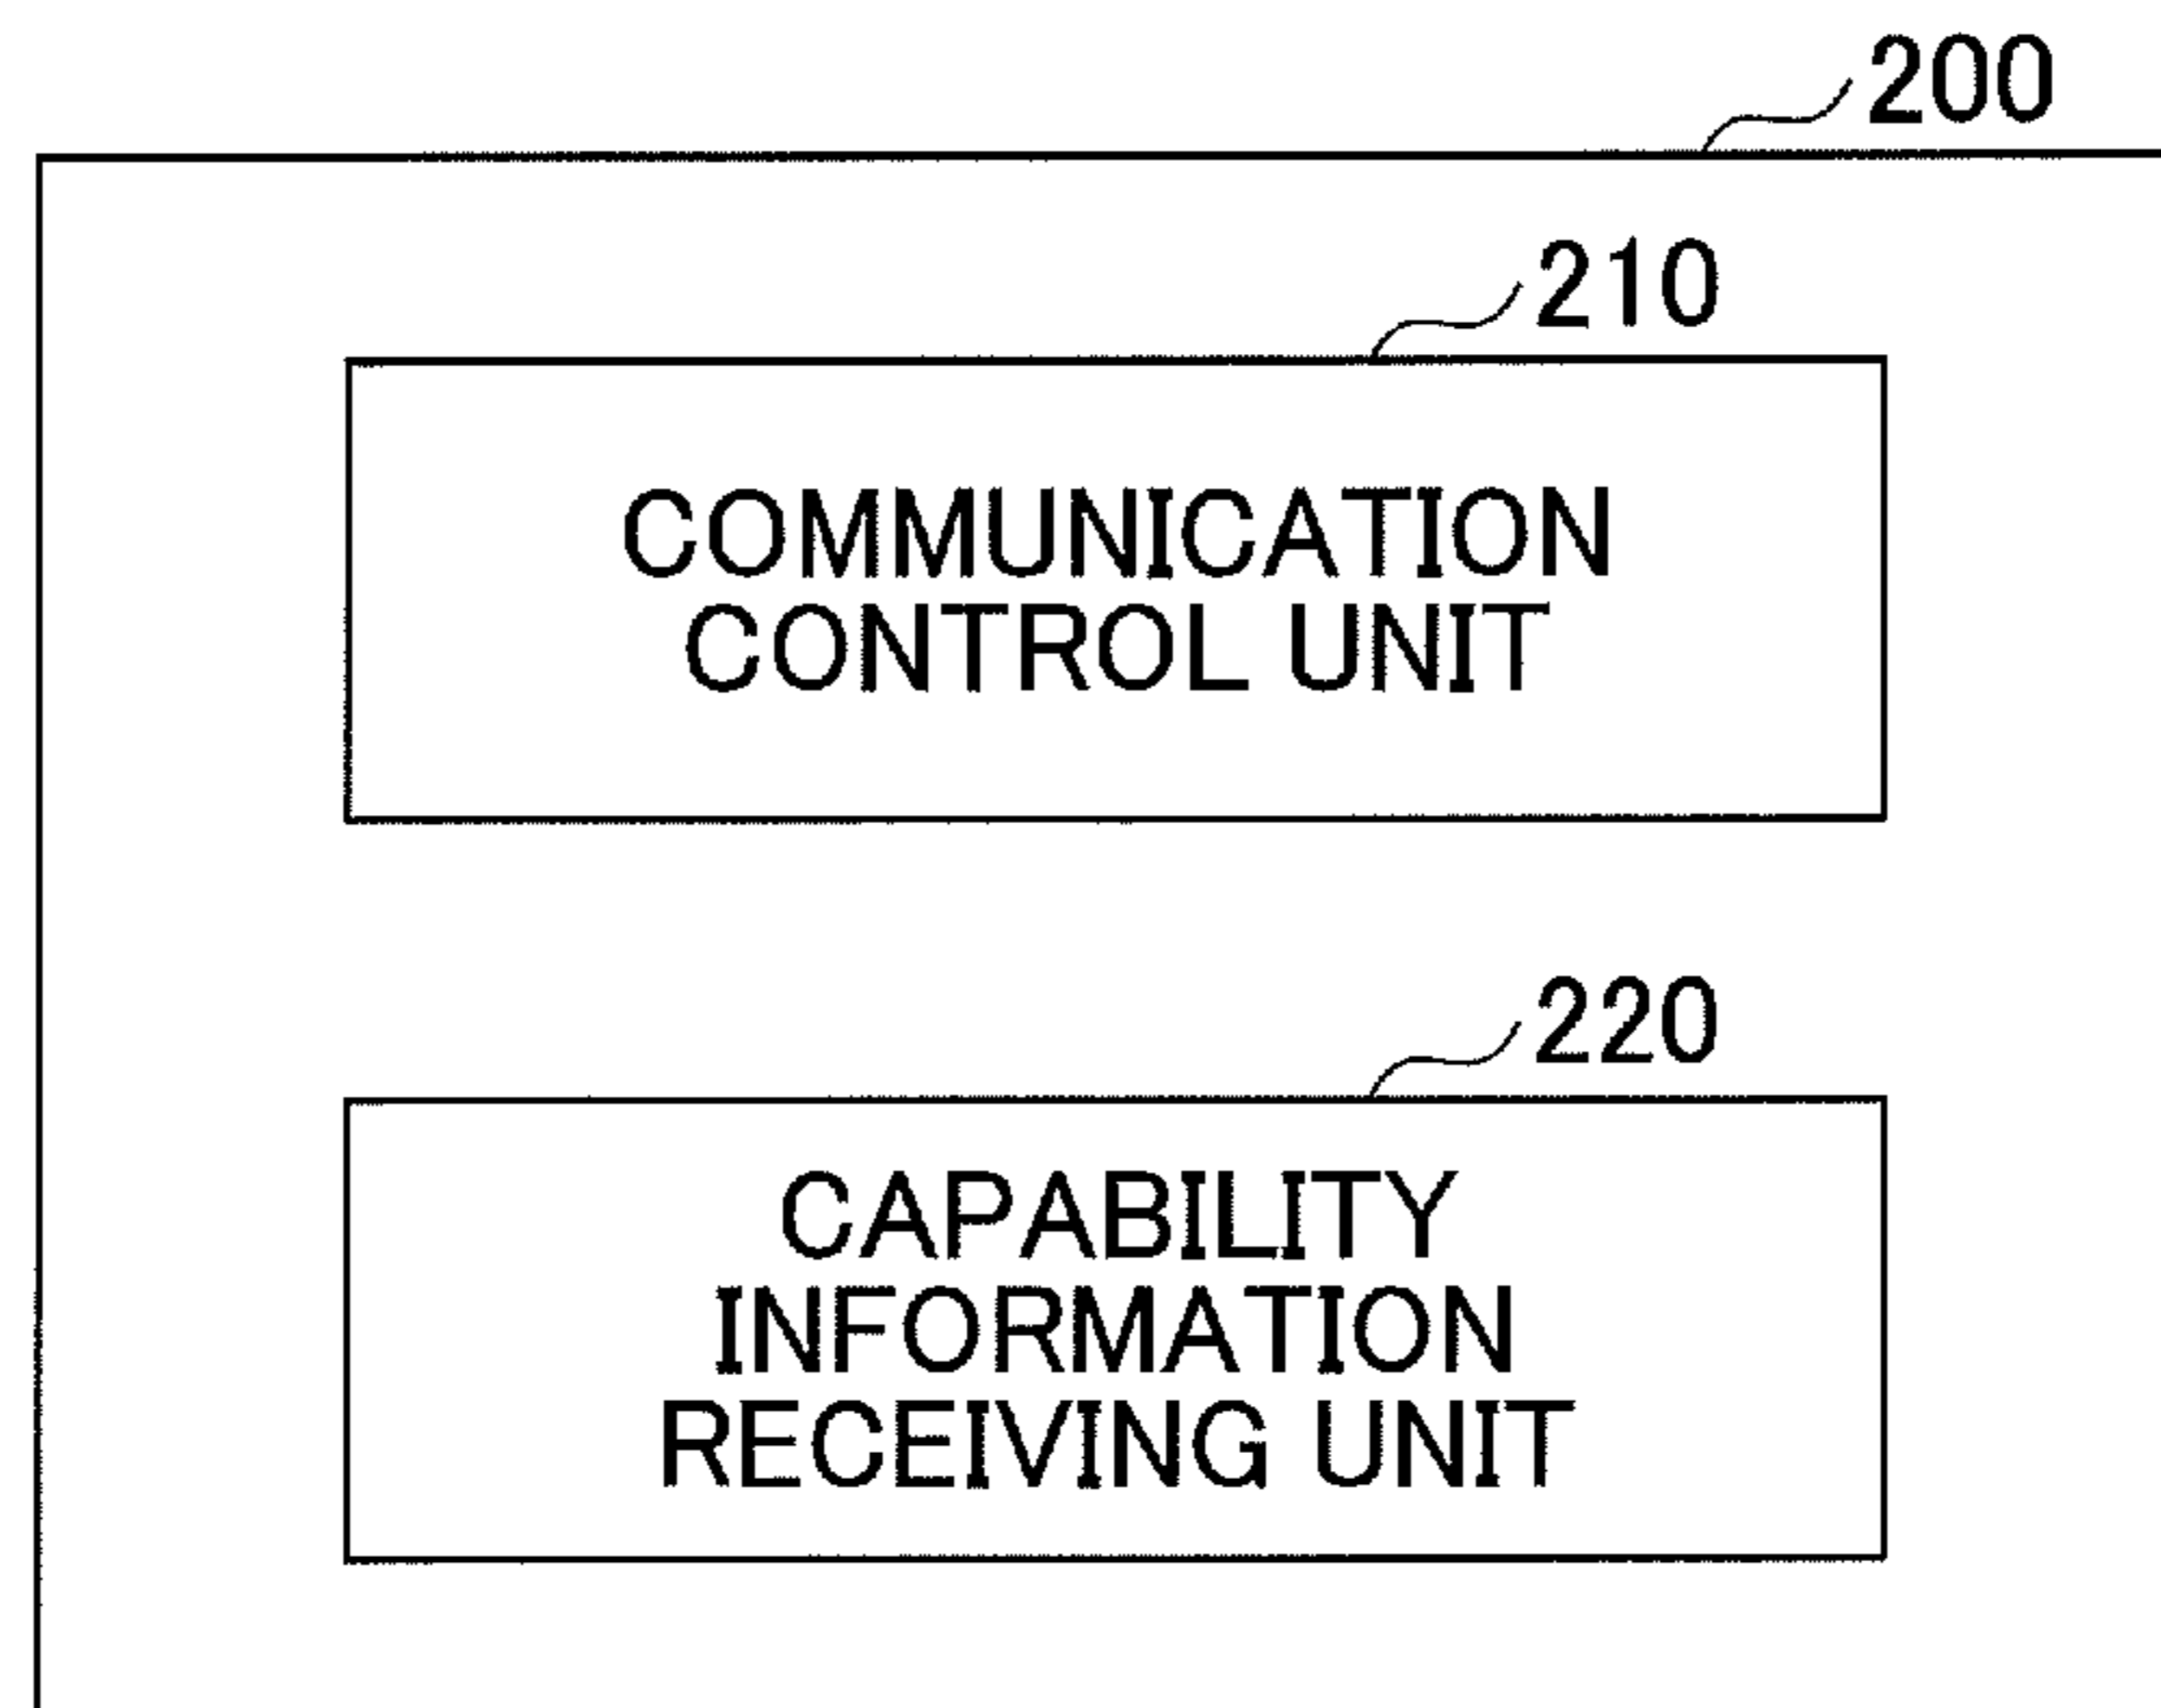 200
210
COMMUNICATION
CONTROL UNIT
220
CAPABILITY
INFORMATION
RECEIVING UNIT